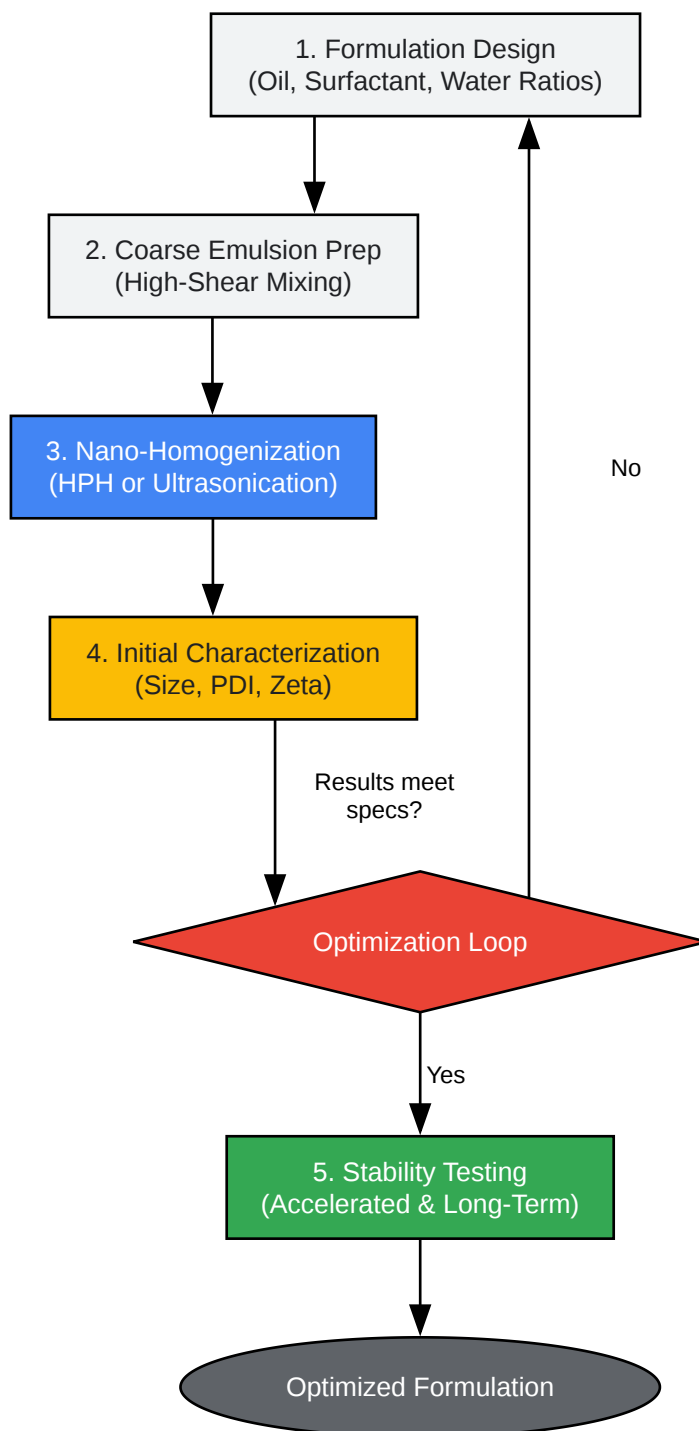 1. Formulation Design
(Oil, Surfactant, Water Ratios)
2. Coarse Emulsion Prep
(High-Shear Mixing)
3. Nano-Homogenization
(HPH or Ultrasonication)
No
4. Initial Characterization
(Size, PDI, Zeta)
Results meet
specs?
Optimization Loop
Yes
5. Stability Testing
(Accelerated & Long-Term)
Optimized Formulation